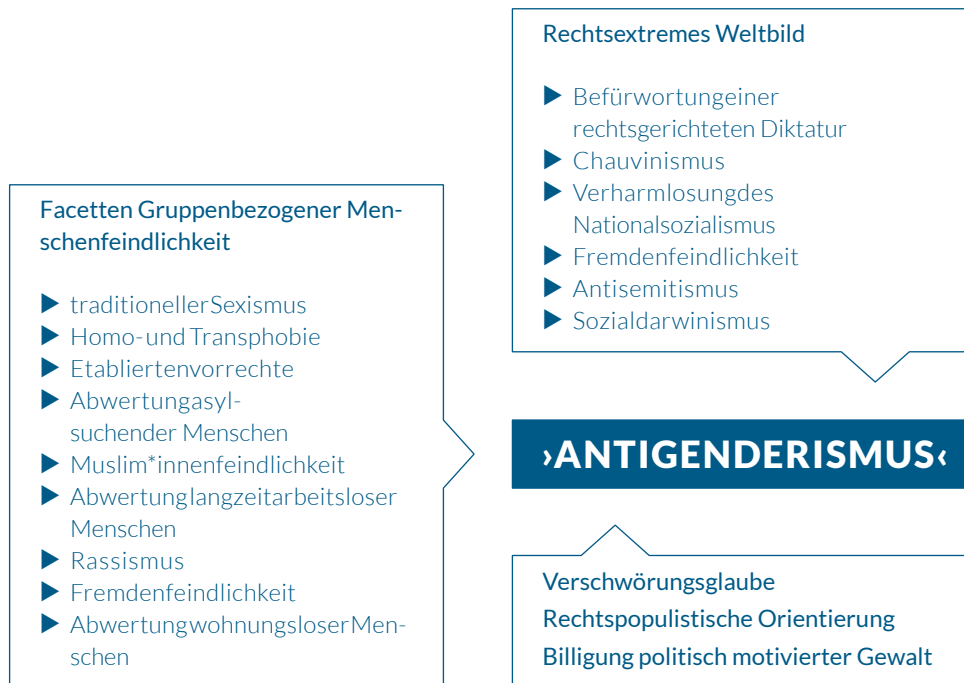 Rechtsextremes Weltbild
▶ Befürwortungeiner
rechtsgerichteten Diktatur
▶ Chauvinismus
▶ Verharmlosungdes
Nationalsozialismus
▶ Fremdenfeindlichkeit
▶ Antisemitismus
▶ Sozialdarwinismus
Facetten Gruppenbezogener Men-
schenfeindlichkeit
▶ traditionellerSexismus
▶ Homo-und Transphobie
▶ Etabliertenvorrechte
▶ Abwertungasyl-
suchender Menschen
▶ Muslim*innenfeindlichkeit
▶ Abwertunglangzeitarbeitsloser
Menschen
▶ Rassismus
▶ Fremdenfeindlichkeit
▶ AbwertungwohnungsloserMen-
schen
›ANTIGENDERISMUS‹
Verschwörungsglaube
Rechtspopulistische Orientierung
Billigung politisch motivierter Gewalt